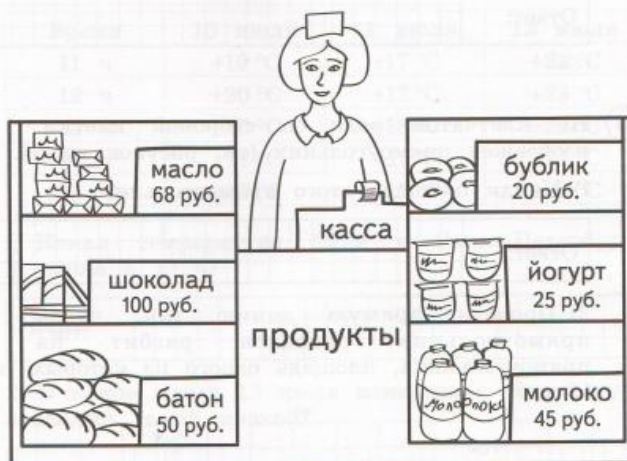 масло
68 руб.
шоколад
100 руб.
батон
50 руб.
касса
продукты
бублик
20 руб.
йогурт
25 руб.
молоко
45 руб.